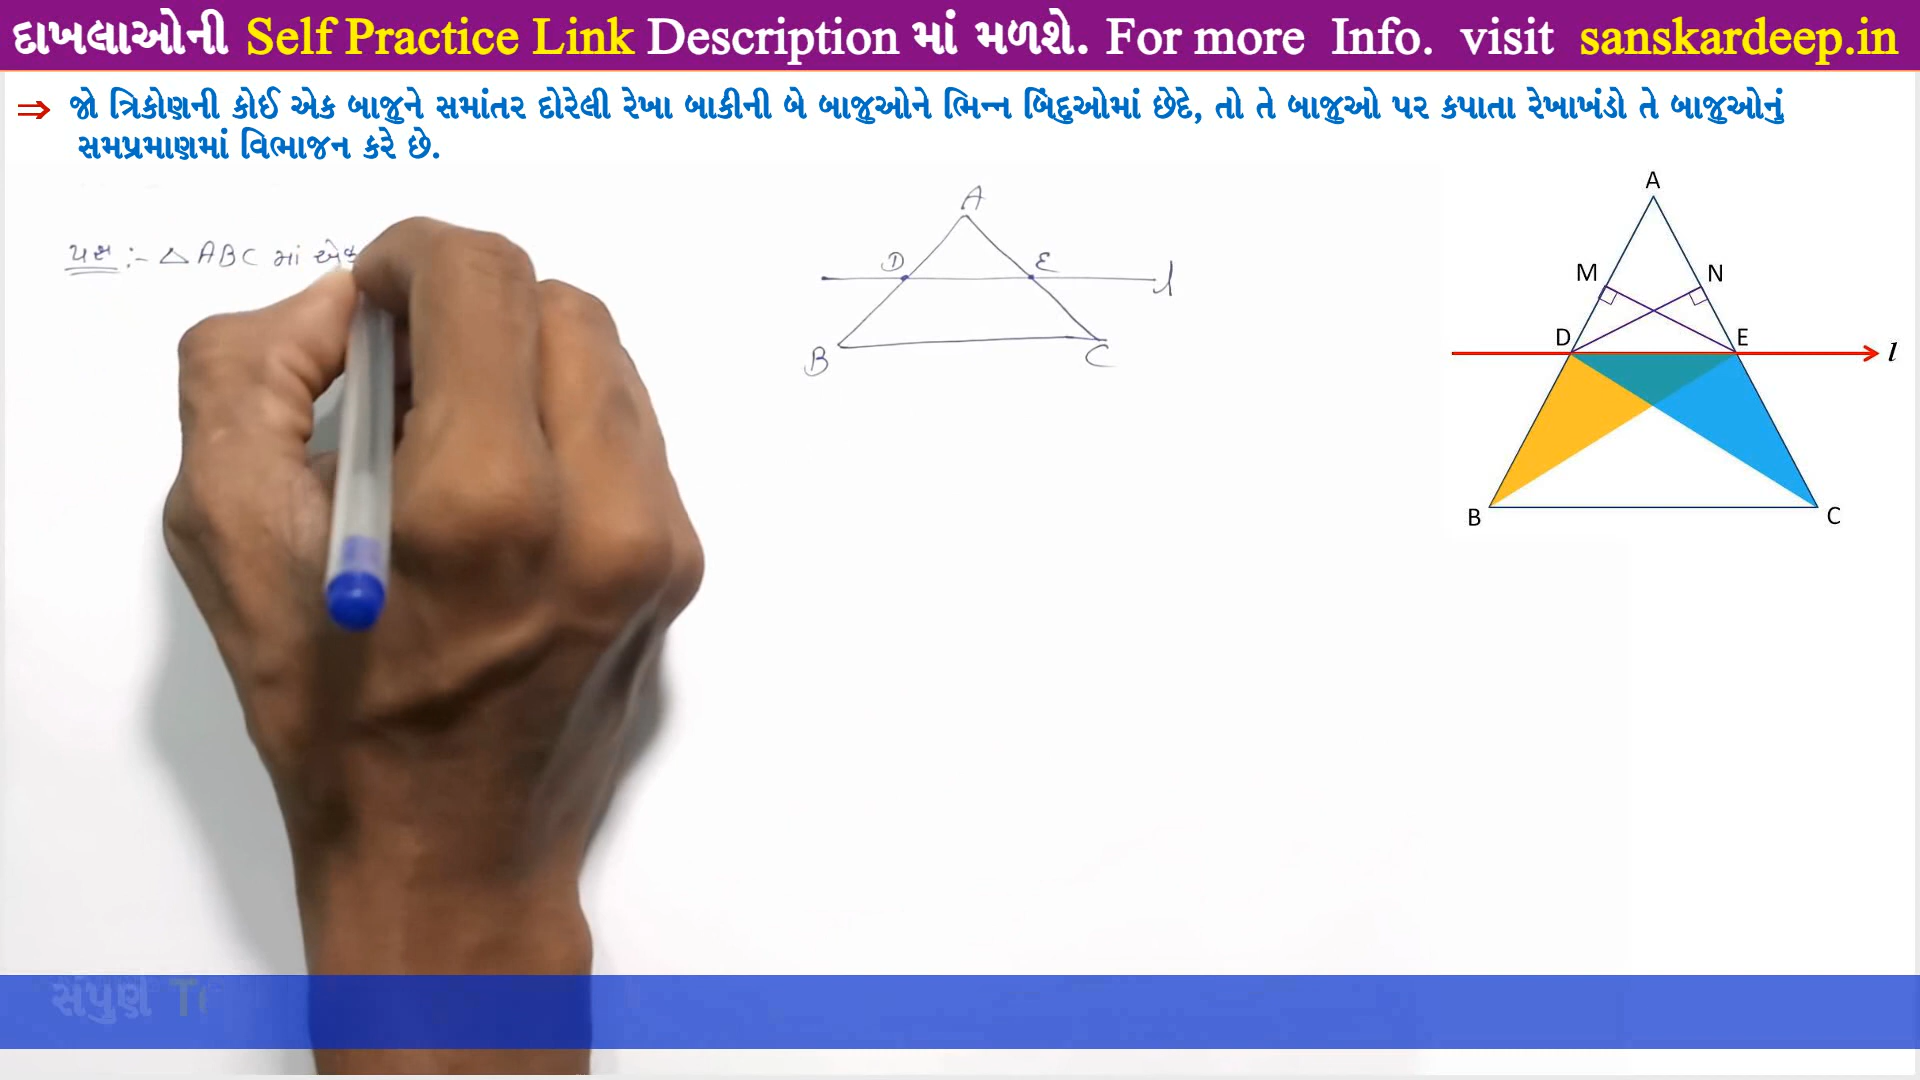 દાખલાઓની Self Practice Link Description માં મળશે. For more Info. visit sanskardeep.in
⇒ જો ત્રિકોણની કોઈ એક બાજુને સમાંતર દોરેલી રેખા બાકીની બે બાજુઓને ભિન્ન બિંદુઓમાં છેદે, તો તે બાજુઓ પર કપાતા રેખાખંડો તે બાજુઓનું
સમપ્રમાણમાં વિભાજન કરે છે.
A
A
પક્ષ :- △ ABC માં
D E l
M N
D E l
B C
B C
સંપુર્ણ